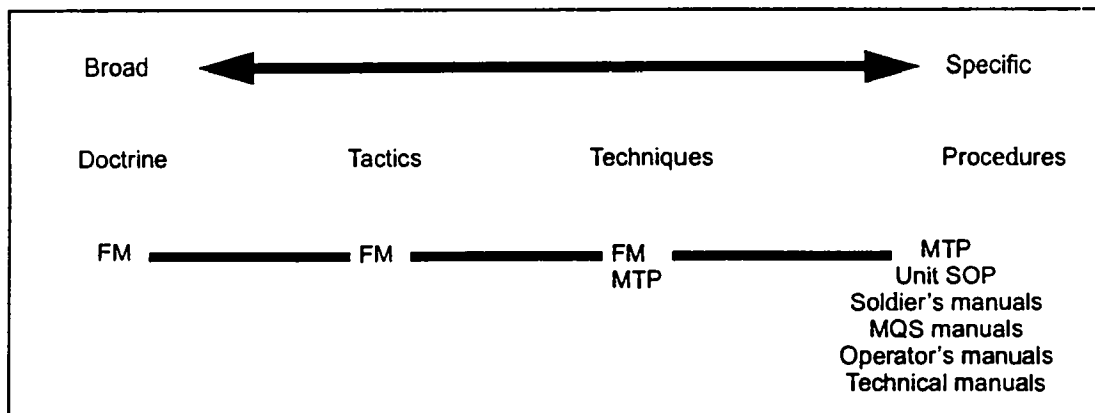 Broad Specific
Doctrine Tactics Techniques Procedures
FM FM FM MTP
MTP Unit SOP
Soldier's manuals
MQS manuals
Operator's manuals
Technical manuals